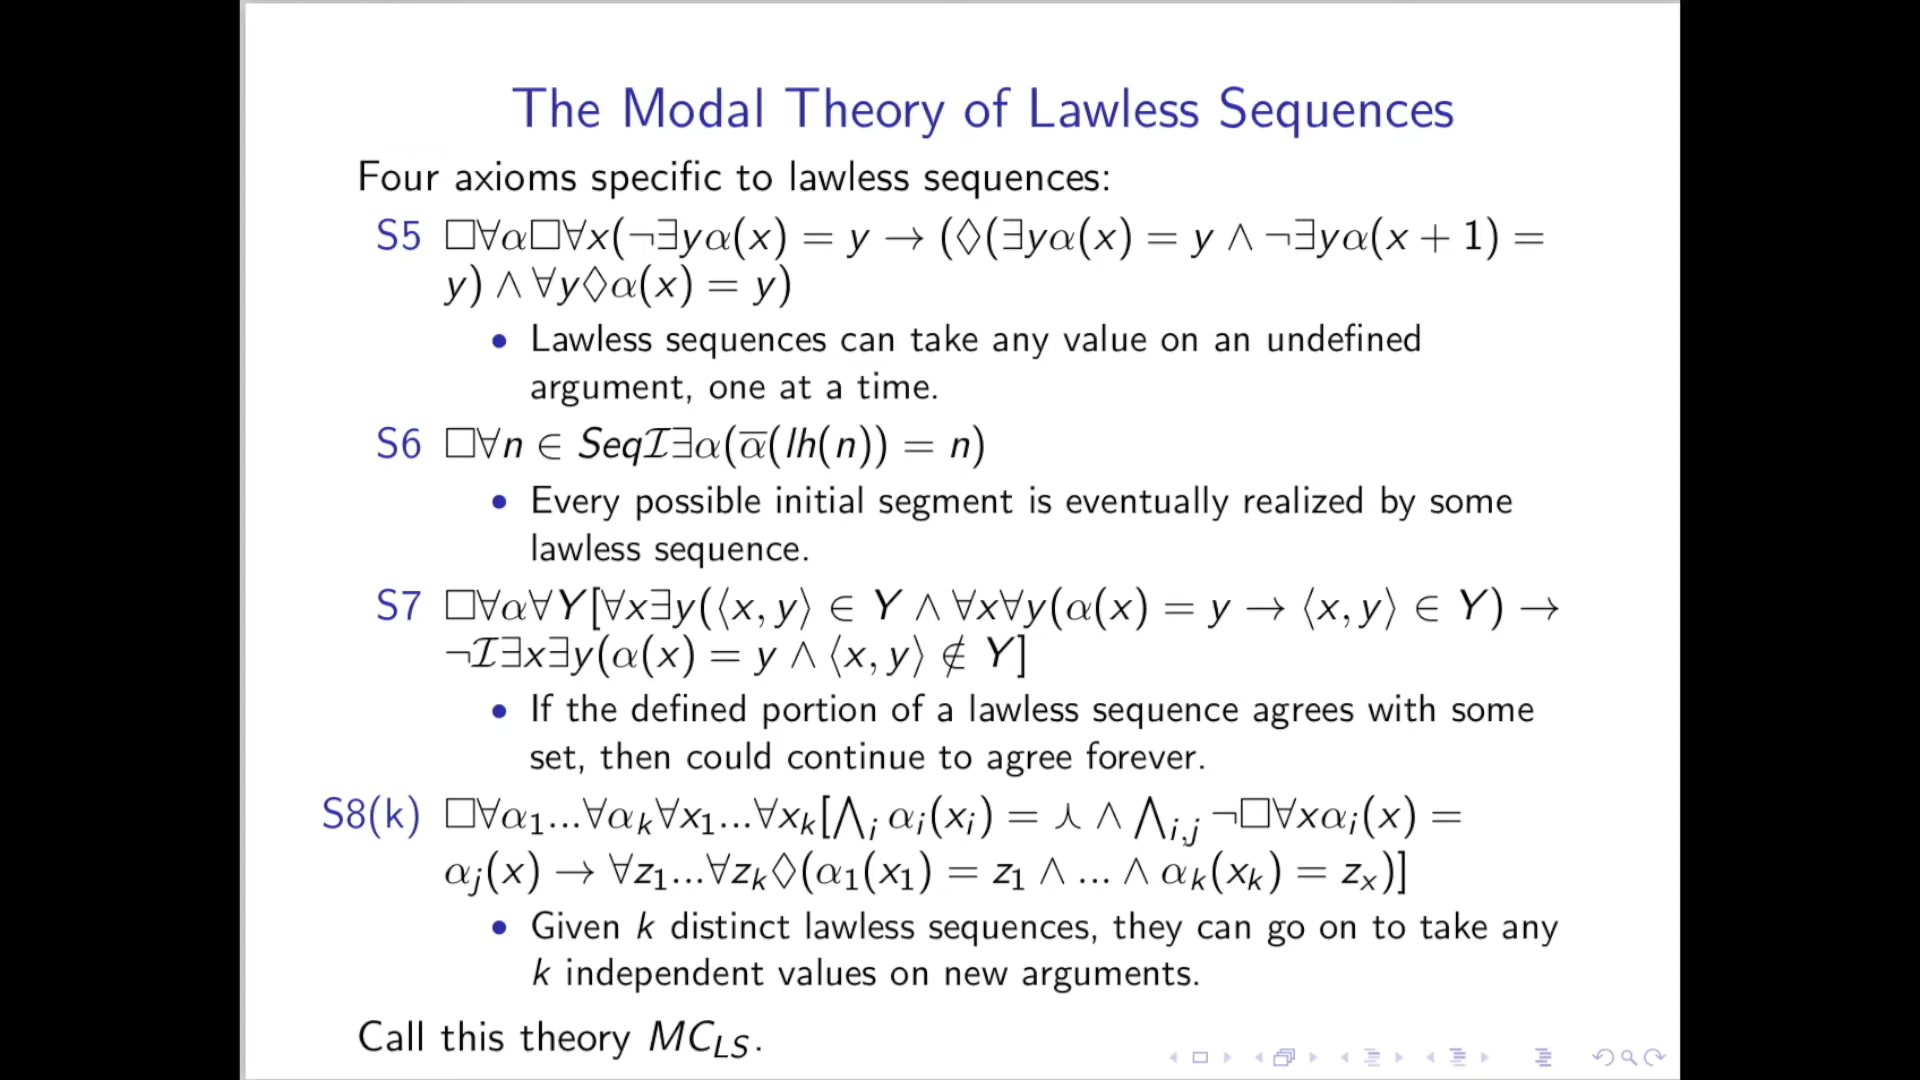 The Modal Theory of Lawless Sequences
Four axioms specific to lawless sequences:
S5 □∀α□∀x(¬∃yα(x) = y → (◊(∃yα(x) = y ∧ ¬∃yα(x + 1) =
y) ∧ ∀y◊α(x) = y)
• Lawless sequences can take any value on an undefined
argument, one at a time.
S6 □∀n ∈ Seqℐ∃α(α̅(lh(n)) = n)
• Every possible initial segment is eventually realized by some
lawless sequence.
S7 □∀α∀Y[∀x∃y(⟨x, y⟩ ∈ Y ∧ ∀x∀y(α(x) = y → ⟨x, y⟩ ∈ Y) →
¬ℐ∃x∃y(α(x) = y ∧ ⟨x, y⟩ ∉ Y]
• If the defined portion of a lawless sequence agrees with some
set, then could continue to agree forever.
S8(k) □∀α₁...∀αₖ∀x₁...∀xₖ[⋀ᵢ αᵢ(xᵢ) = ⅄ ∧ ⋀ᵢ,ⱼ ¬□∀xαᵢ(x) =
αⱼ(x) → ∀z₁...∀zₖ◊(α₁(x₁) = z₁ ∧ ... ∧ αₖ(xₖ) = zₓ)]
• Given k distinct lawless sequences, they can go on to take any
k independent values on new arguments.
Call this theory MC_LS.